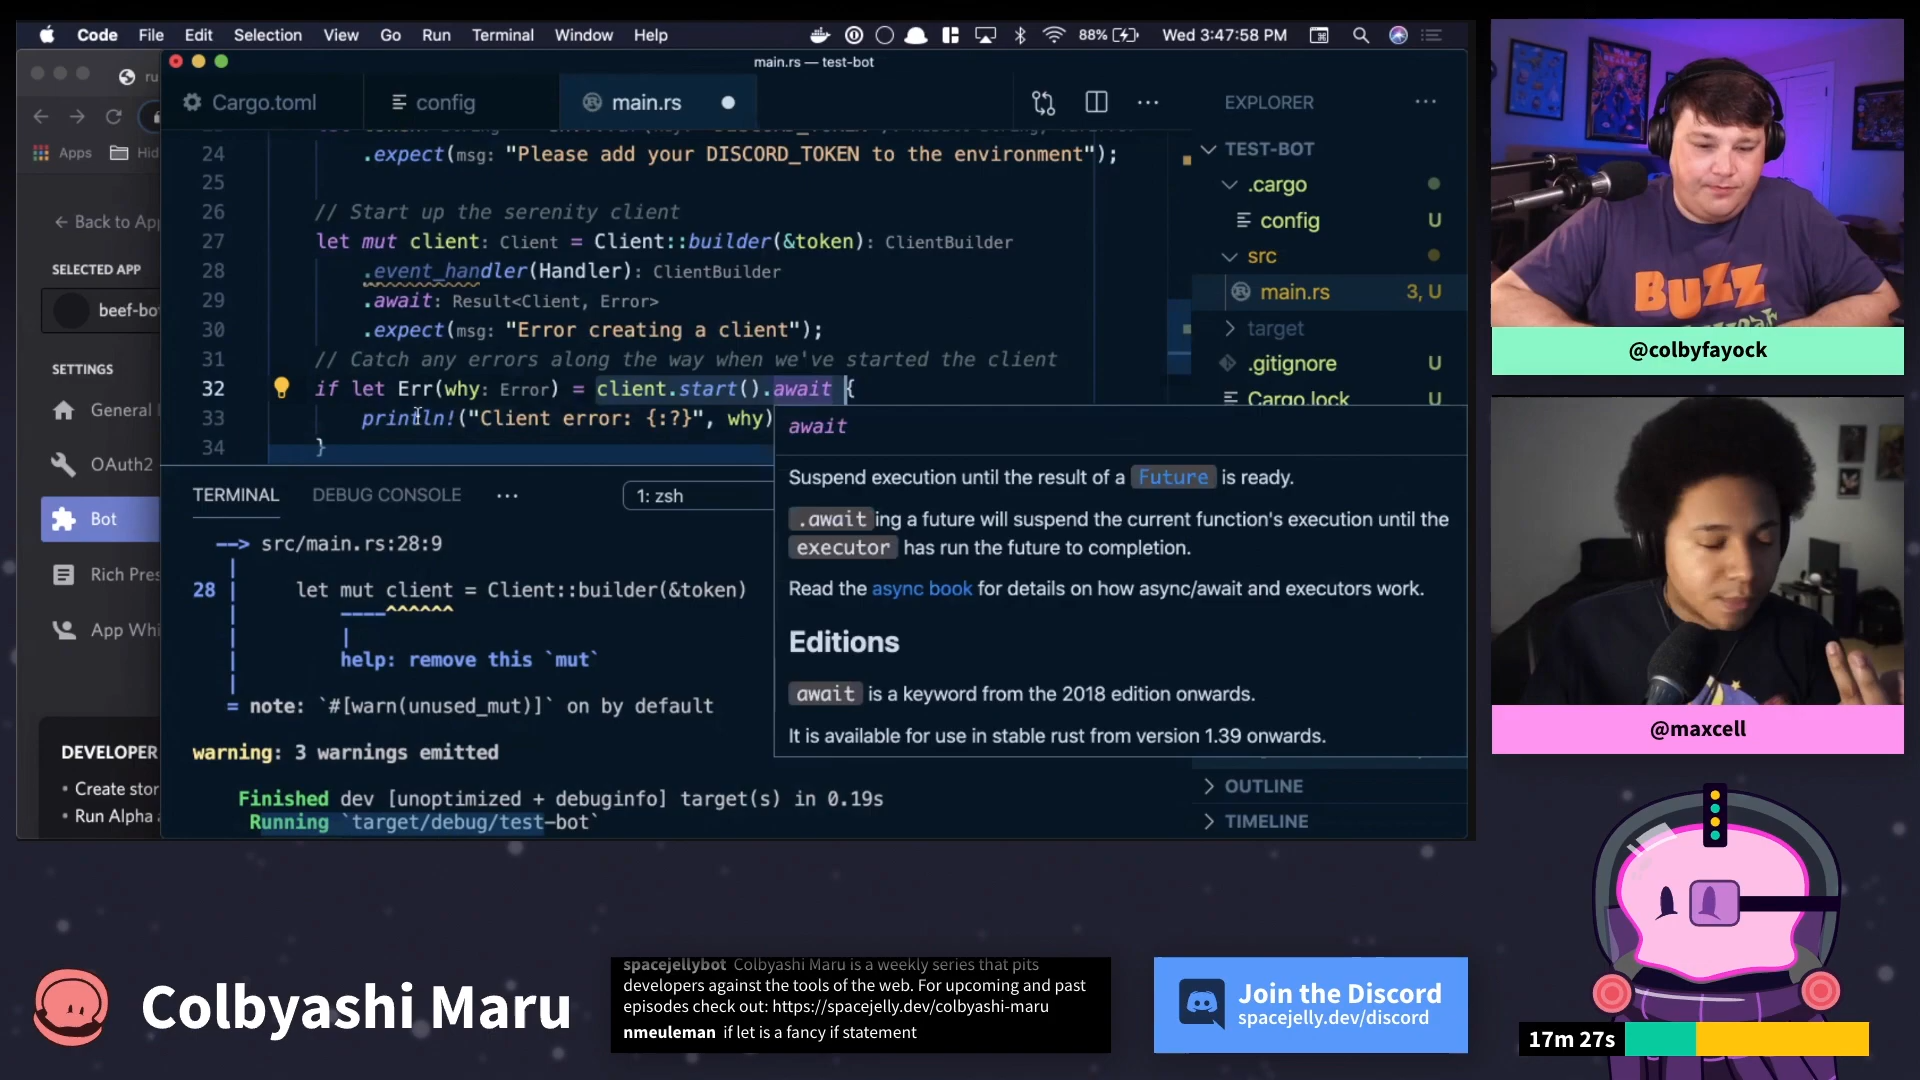 Code File Edit Selection View Go Run Terminal Window Help 88% Wed 3:47:58 PM
main.rs — test-bot
ru
Cargo.toml config main.rs
EXPLORER
Apps Hid
24 .expect(msg: "Please add your DISCORD_TOKEN to the environment");
25
26 // Start up the serenity client
27 let mut client: Client = Client::builder(&token): ClientBuilder
28 .event_handler(Handler): ClientBuilder
29 .await: Result<Client, Error>
30 .expect(msg: "Error creating a client");
31 // Catch any errors along the way when we've started the client
32 if let Err(why: Error) = client.start().await {
33 println!("Client error: {:?}", why)
34 }
TEST-BOT
.cargo
config U
src
main.rs 3, U
target
.gitignore U
Cargo.lock U
OUTLINE
TIMELINE
← Back to App
SELECTED APP
beef-bo
SETTINGS
General
OAuth2
Bot
Rich Pres
App Whi
DEVELOPER
• Create stor
• Run Alpha
await
Suspend execution until the result of a Future is ready.
.awaiting a future will suspend the current function's execution until the
executor has run the future to completion.
Read the async book for details on how async/await and executors work.
Editions
await is a keyword from the 2018 edition onwards.
It is available for use in stable rust from version 1.39 onwards.
TERMINAL DEBUG CONSOLE ··· 1: zsh
--> src/main.rs:28:9
|
28 | let mut client = Client::builder(&token)
| ----^^^^^^
| |
| help: remove this `mut`
|
= note: `#[warn(unused_mut)]` on by default
warning: 3 warnings emitted
Finished dev [unoptimized + debuginfo] target(s) in 0.19s
Running `target/debug/test-bot`
BUZZ
@colbyfayock
@maxcell
Colbyashi Maru
spacejellybot Colbyashi Maru is a weekly series that pits
developers against the tools of the web. For upcoming and past
episodes check out: https://spacejelly.dev/colbyashi-maru
nmeuleman if let is a fancy if statement
Join the Discord
spacejelly.dev/discord
17m 27s